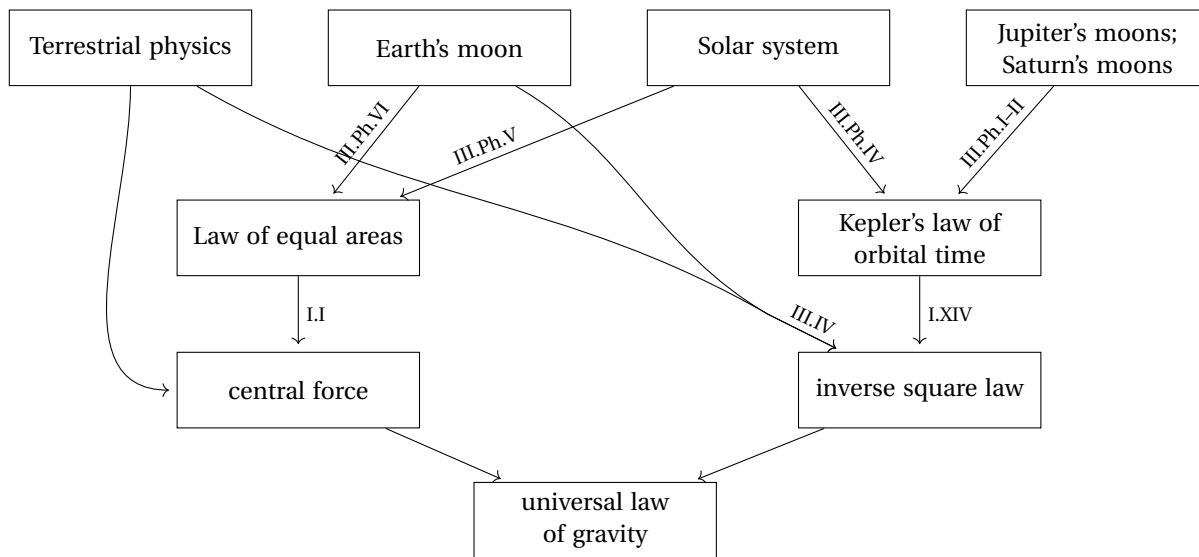 Terrestrial physics
Earth's moon
Solar system
Jupiter's moons;
Saturn's moons
III.Ph.VI
III.Ph.V
III.Ph.IV
III.Ph.I–II
Law of equal areas
Kepler's law of
orbital time
I.I
III.IV
I.XIV
central force
inverse square law
universal law
of gravity